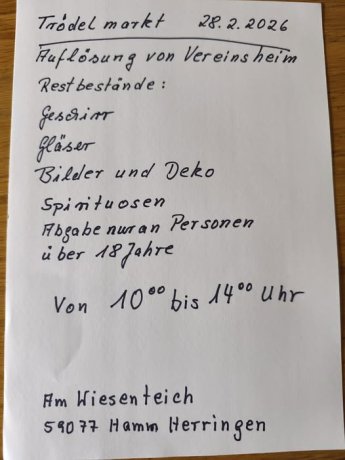 Trödelmarkt 28.2.2026
Auflösung von Vereinsheim
Restbestände:
Geschirr
Gläser
Bilder und Deko
Spirituosen
Abgabe nur an Personen
über 18 Jahre
Von 10⁰⁰ bis 14⁰⁰ Uhr
Am Wiesenteich
59077 Hamm Herringen